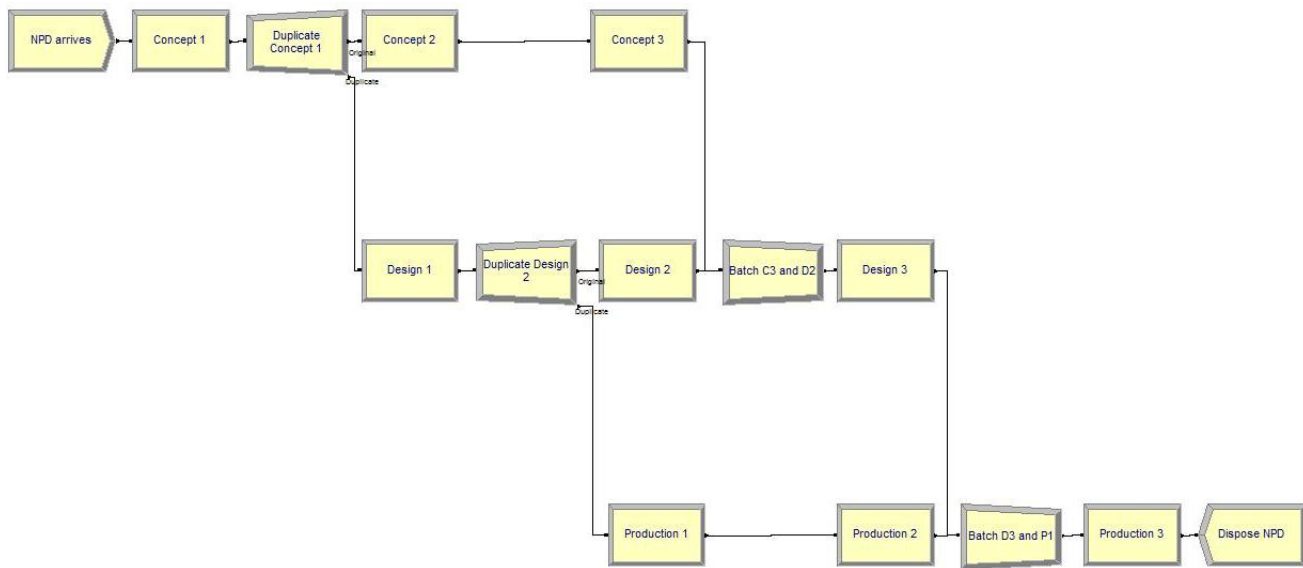 NPD arrives
Concept 1
Duplicate
Concept 1
Original
Duplicate
Concept 2
Concept 3
Design 1
Duplicate Design
2
Original
Duplicate
Design 2
Batch C3 and D2
Design 3
Production 1
Production 2
Batch D3 and P1
Production 3
Dispose NPD